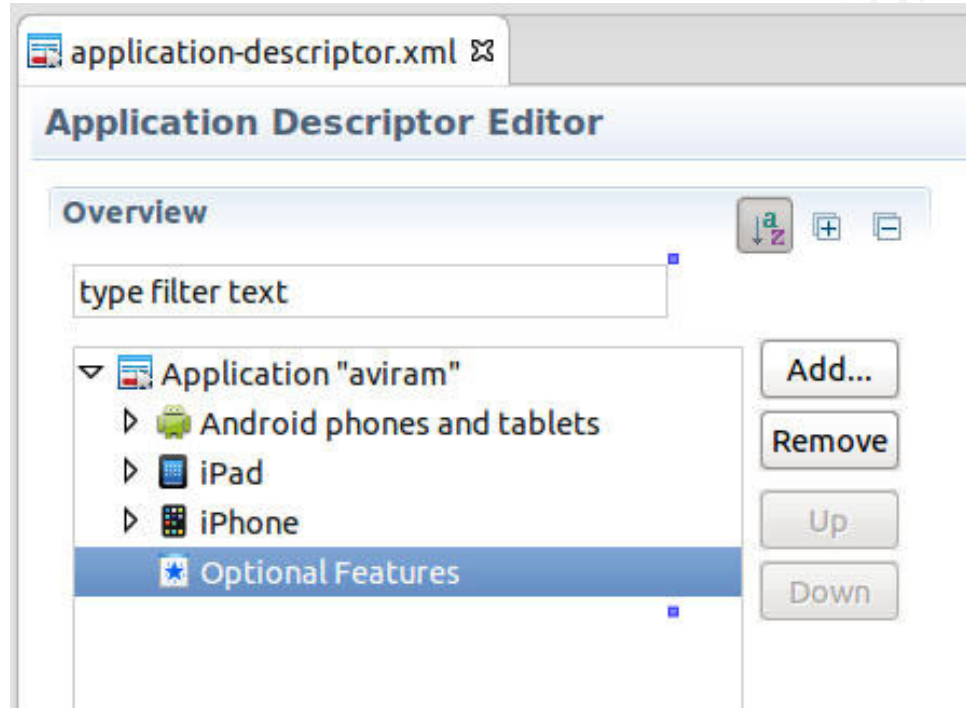 application-descriptor.xml
Application Descriptor Editor
Overview
a
z
type filter text
Application "aviram"
Add...
Android phones and tablets
Remove
iPad
iPhone
Up
Optional Features
Down